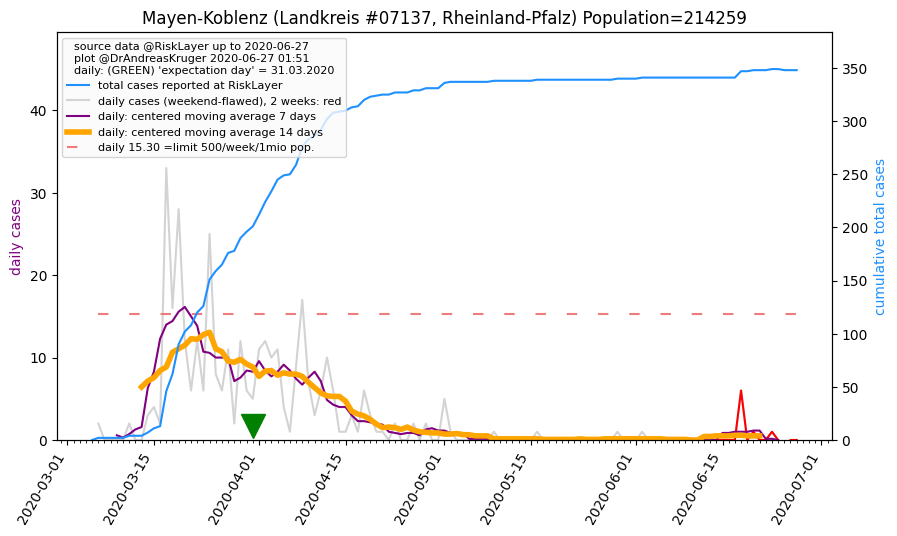 Mayen-Koblenz (Landkreis #07137, Rheinland-Pfalz) Population=214259
source data @RiskLayer up to 2020-06-27
plot @DrAndreasKruger 2020-06-27 01:51
daily: (GREEN) 'expectation day' = 31.03.2020
total cases reported at RiskLayer
daily cases (weekend-flawed), 2 weeks: red
daily: centered moving average 7 days
daily: centered moving average 14 days
daily 15.30 =limit 500/week/1mio pop.
daily cases
40
30
20
10
0
350
300
250
200
150
100
50
0
cumulative total cases
2020-03-01
2020-03-15
2020-04-01
2020-04-15
2020-05-01
2020-05-15
2020-06-01
2020-06-15
2020-07-01